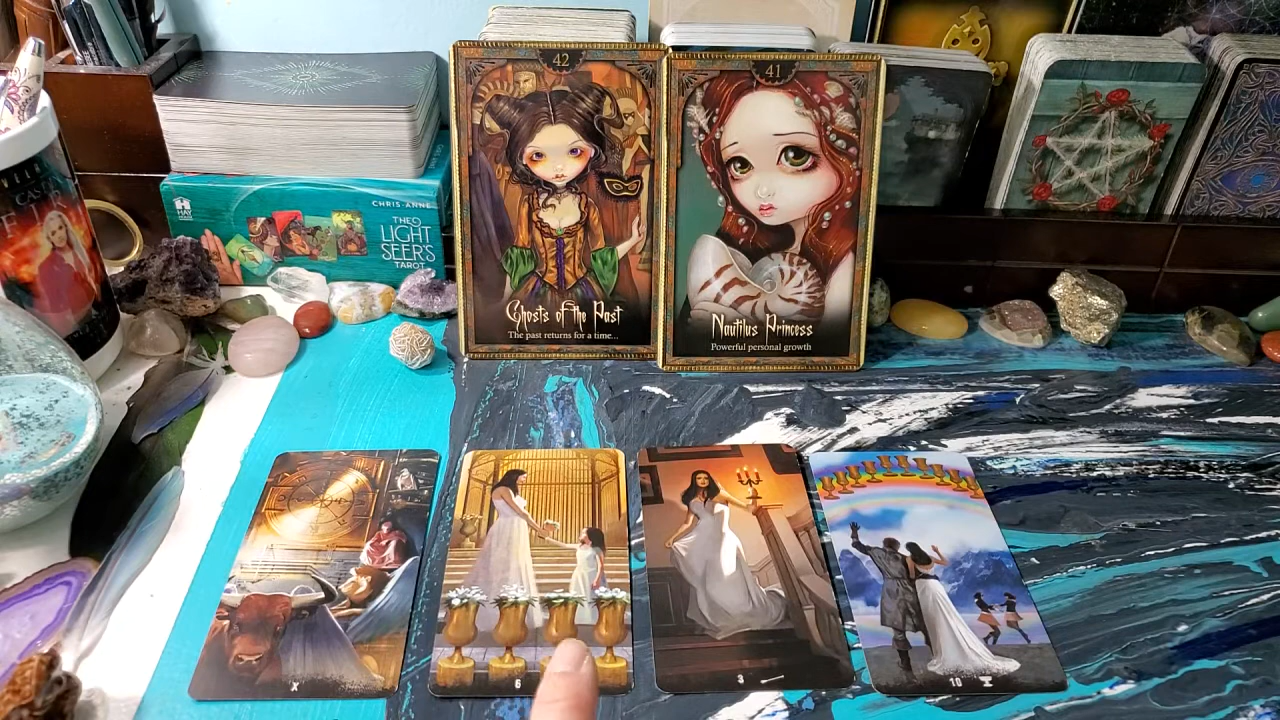 42
Ghosts of the Past
The past returns for a time...
41
Nautilus Princess
Powerful personal growth
HAY
HOUSE
CHRIS-ANNE
THE
LIGHT
SEER'S
TAROT
X
6
3
10